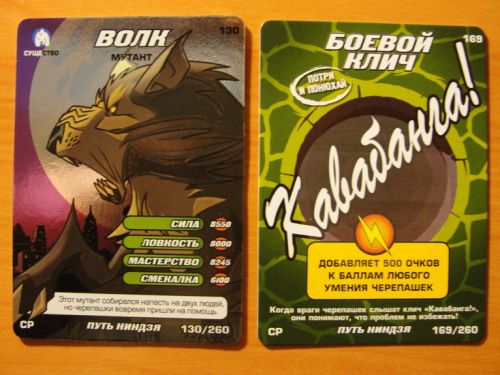 ВОЛК
130
СУЩЕСТВО
МУТАНТ
СИЛА 8550
ЛОВКОСТЬ 8000
МАСТЕРСТВО 8245
СМЕКАЛКА 6100
Этот мутант собирался напасть на двух людей,
но черепашки вовремя пришли на помощь.
СР ПУТЬ НИНДЗЯ 130/260
БОЕВОЙ
КЛИЧ
169
ПОТРИ
И ПОНЮХАЙ
Кавабанга!
ДОБАВЛЯЕТ 500 ОЧКОВ
К БАЛЛАМ ЛЮБОГО
УМЕНИЯ ЧЕРЕПАШЕК
Когда враги черепашек слышат клич «Кавабанга!»,
они понимают, что проблем не избежать!
СР ПУТЬ НИНДЗЯ 169/260